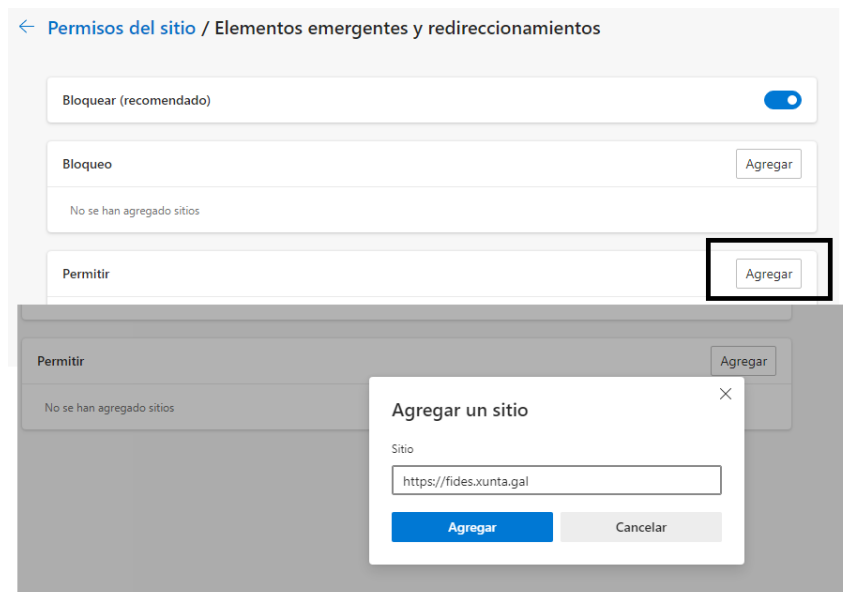 Permisos del sitio / Elementos emergentes y redireccionamientos
Bloquear (recomendado)
Bloqueo
Agregar
No se han agregado sitios
Permitir
Agregar
Permitir
Agregar
No se han agregado sitios
Agregar un sitio
Sitio
https://fides.xunta.gal
Agregar
Cancelar